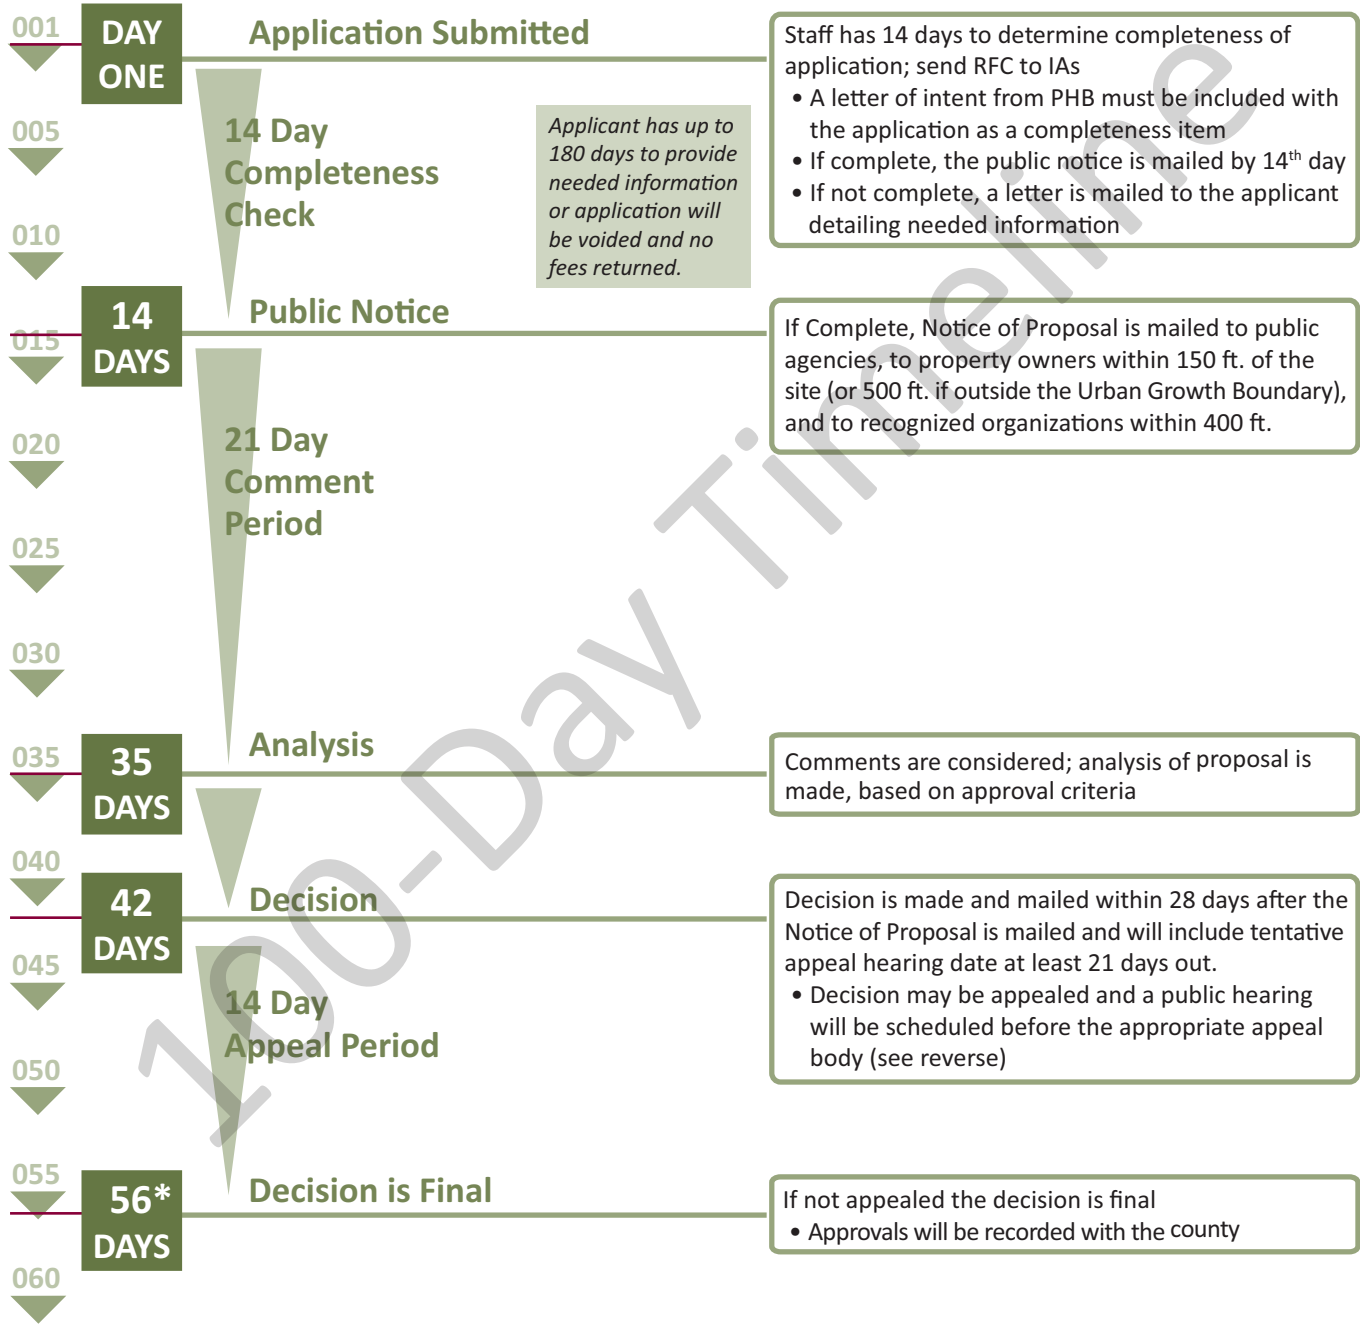 001
DAY
ONE
Application Submitted
Staff has 14 days to determine completeness of
application; send RFC to IAs
• A letter of intent from PHB must be included with
the application as a completeness item
• If complete, the public notice is mailed by 14th day
• If not complete, a letter is mailed to the applicant
detailing needed information
005
14 Day
Completeness
Check
Applicant has up to
180 days to provide
needed information
or application will
be voided and no
fees returned.
010
14
DAYS
Public Notice
015
If Complete, Notice of Proposal is mailed to public
agencies, to property owners within 150 ft. of the
site (or 500 ft. if outside the Urban Growth Boundary),
and to recognized organizations within 400 ft.
020
21 Day
Comment
Period
025
030
035
35
DAYS
Analysis
Comments are considered; analysis of proposal is
made, based on approval criteria
040
42
DAYS
Decision
Decision is made and mailed within 28 days after the
Notice of Proposal is mailed and will include tentative
appeal hearing date at least 21 days out.
• Decision may be appealed and a public hearing
will be scheduled before the appropriate appeal
body (see reverse)
045
14 Day
Appeal Period
050
055
56*
DAYS
Decision is Final
If not appealed the decision is final
• Approvals will be recorded with the county
060
100-Day Timeline